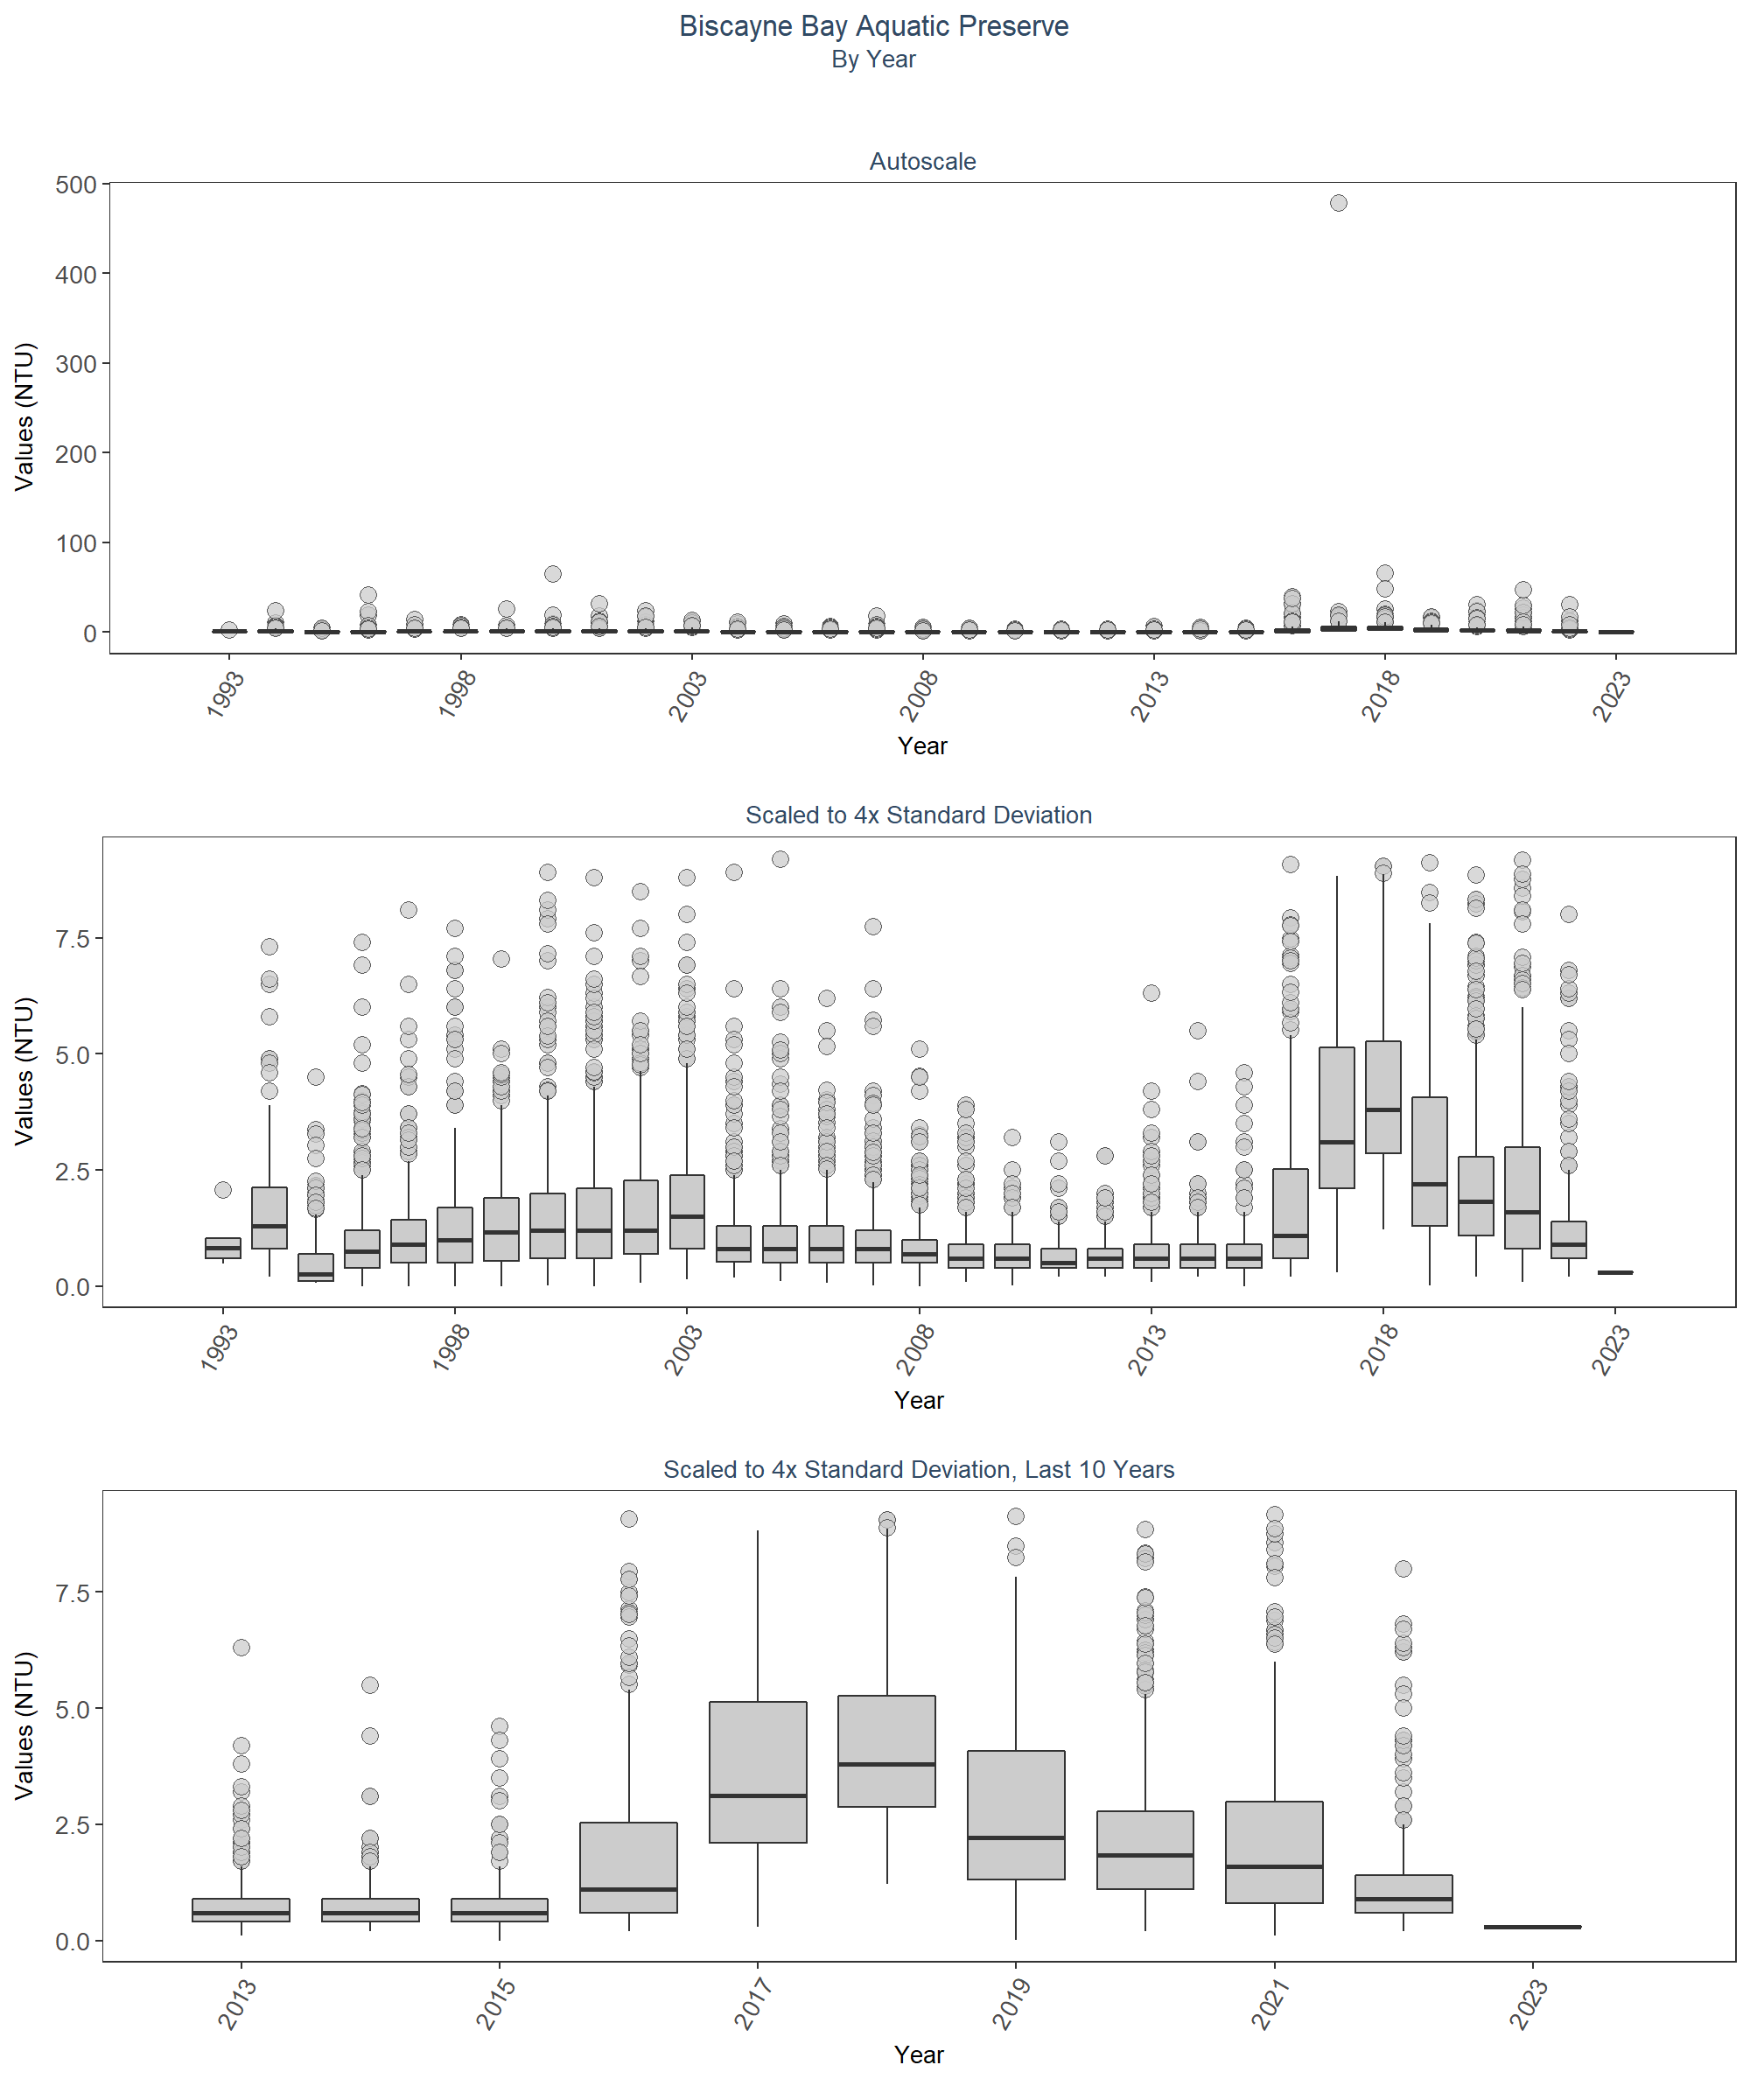 Biscayne Bay Aquatic Preserve
By Year
Autoscale
Values (NTU)
500
400
300
200
100
0
1993 1998 2003 2008 2013 2018 2023
Year
Scaled to 4x Standard Deviation
Values (NTU)
7.5
5.0
2.5
0.0
1993 1998 2003 2008 2013 2018 2023
Year
Scaled to 4x Standard Deviation, Last 10 Years
Values (NTU)
7.5
5.0
2.5
0.0
2013 2015 2017 2019 2021 2023
Year